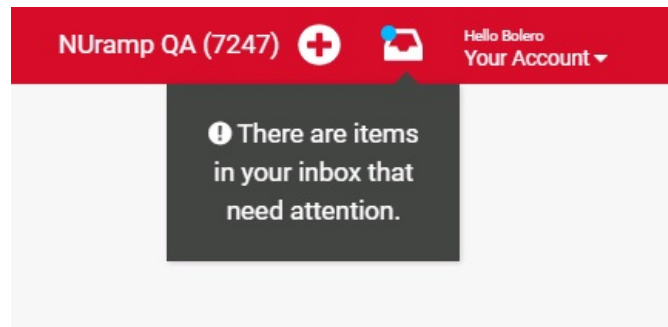 NUramp QA (7247)
Hello Bolero
Your Account
There are items
in your inbox that
need attention.